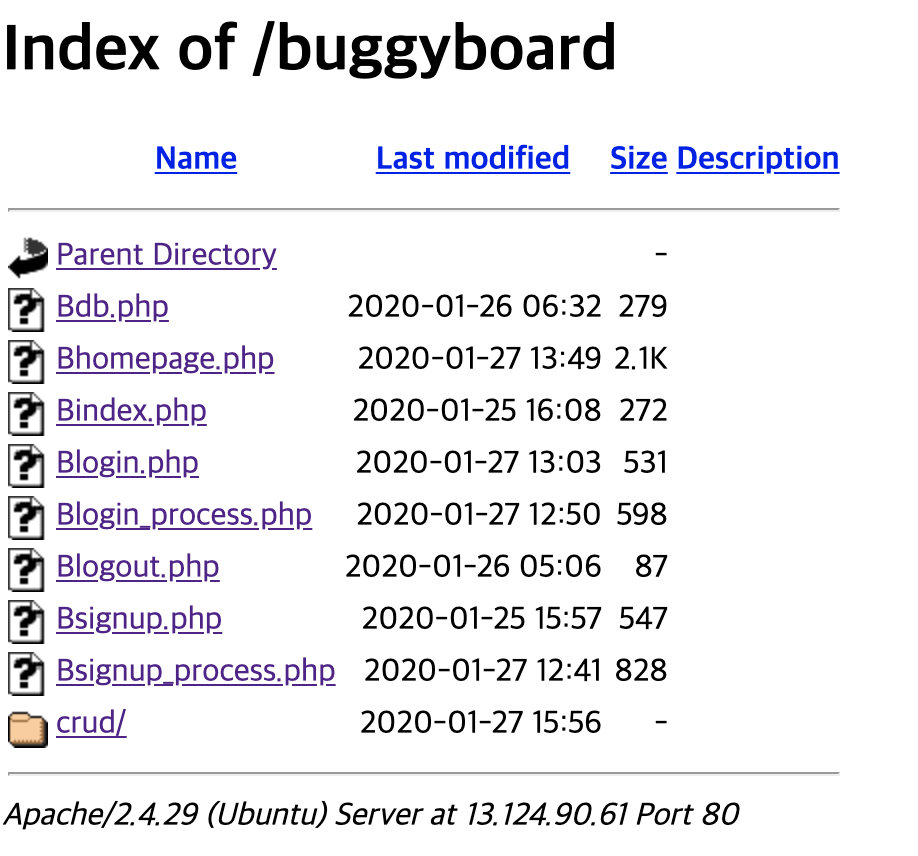 Index of /buggyboard
Name Last modified Size Description
Parent Directory -
Bdb.php 2020-01-26 06:32 279
Bhomepage.php 2020-01-27 13:49 2.1K
Bindex.php 2020-01-25 16:08 272
Blogin.php 2020-01-27 13:03 531
Blogin_process.php 2020-01-27 12:50 598
Blogout.php 2020-01-26 05:06 87
Bsignup.php 2020-01-25 15:57 547
Bsignup_process.php 2020-01-27 12:41 828
crud/ 2020-01-27 15:56 -
Apache/2.4.29 (Ubuntu) Server at 13.124.90.61 Port 80